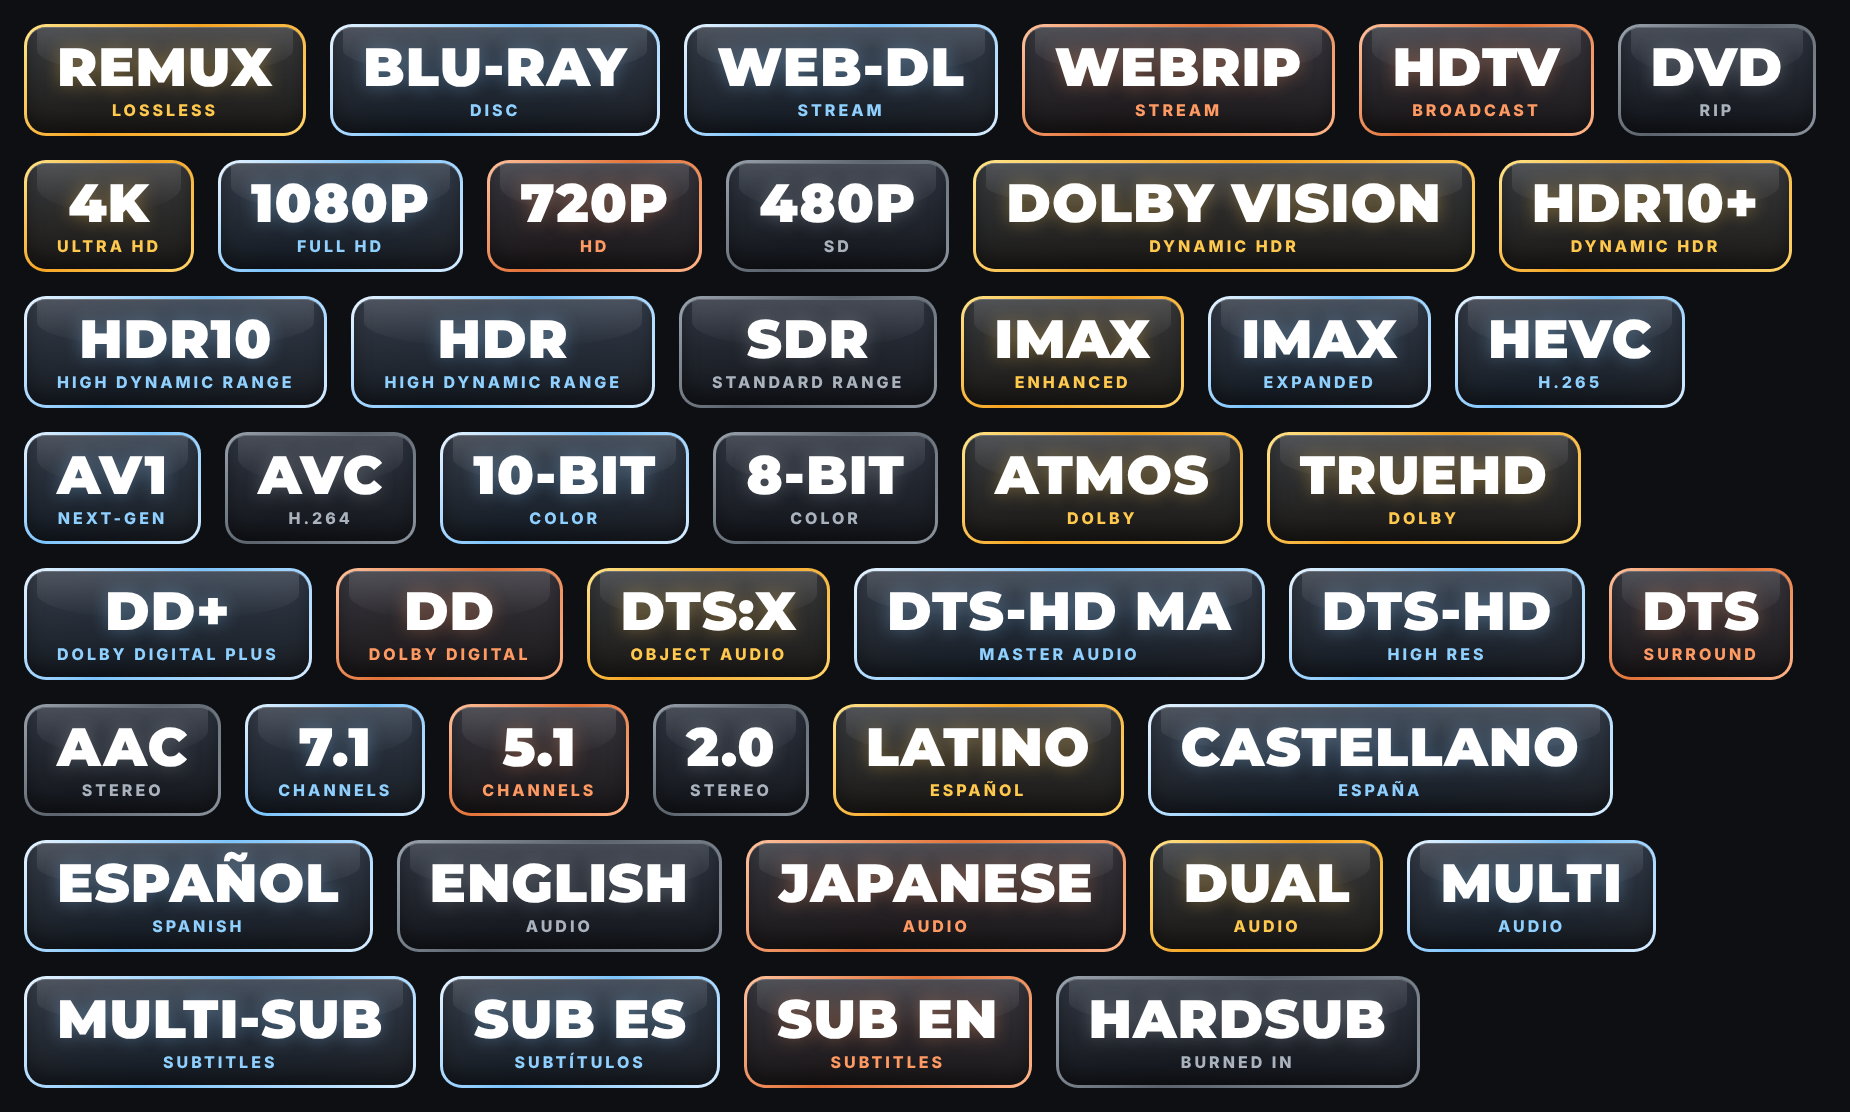 REMUX
LOSSLESS
BLU-RAY
DISC
WEB-DL
STREAM
WEBRIP
STREAM
HDTV
BROADCAST
DVD
RIP
4K
ULTRA HD
1080P
FULL HD
720P
HD
480P
SD
DOLBY VISION
DYNAMIC HDR
HDR10+
DYNAMIC HDR
HDR10
HIGH DYNAMIC RANGE
HDR
HIGH DYNAMIC RANGE
SDR
STANDARD RANGE
IMAX
ENHANCED
IMAX
EXPANDED
HEVC
H.265
AV1
NEXT-GEN
AVC
H.264
10-BIT
COLOR
8-BIT
COLOR
ATMOS
DOLBY
TRUEHD
DOLBY
DD+
DOLBY DIGITAL PLUS
DD
DOLBY DIGITAL
DTS:X
OBJECT AUDIO
DTS-HD MA
MASTER AUDIO
DTS-HD
HIGH RES
DTS
SURROUND
AAC
STEREO
7.1
CHANNELS
5.1
CHANNELS
2.0
STEREO
LATINO
ESPAÑOL
CASTELLANO
ESPAÑA
ESPAÑOL
SPANISH
ENGLISH
AUDIO
JAPANESE
AUDIO
DUAL
AUDIO
MULTI
AUDIO
MULTI-SUB
SUBTITLES
SUB ES
SUBTÍTULOS
SUB EN
SUBTITLES
HARDSUB
BURNED IN